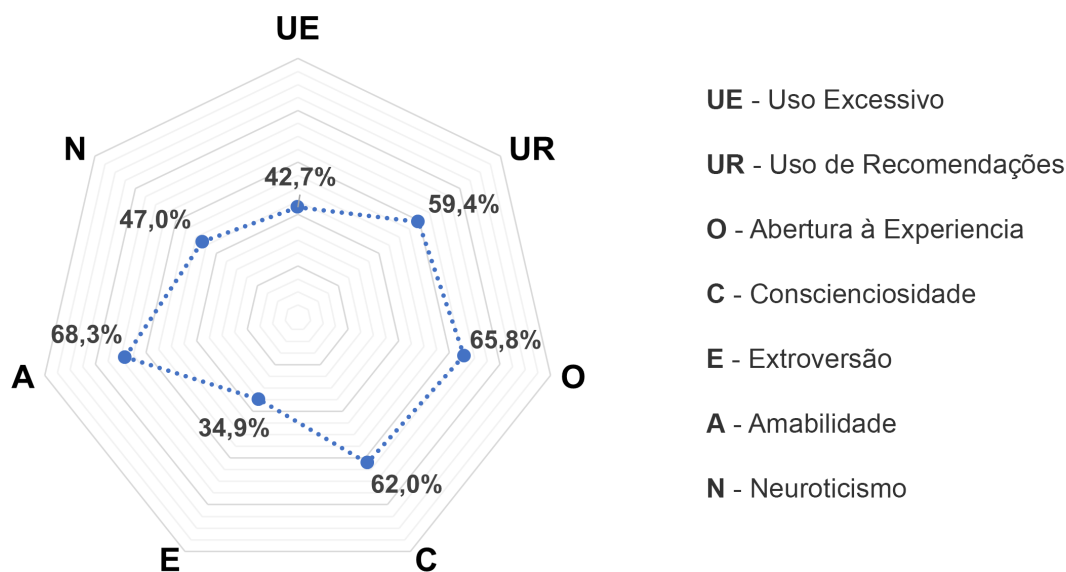 UE
UR
O
C
E
A
N
42,7%
59,4%
65,8%
62,0%
34,9%
68,3%
47,0%
UE - Uso Excessivo
UR - Uso de Recomendações
O - Abertura à Experiencia
C - Conscienciosidade
E - Extroversão
A - Amabilidade
N - Neuroticismo